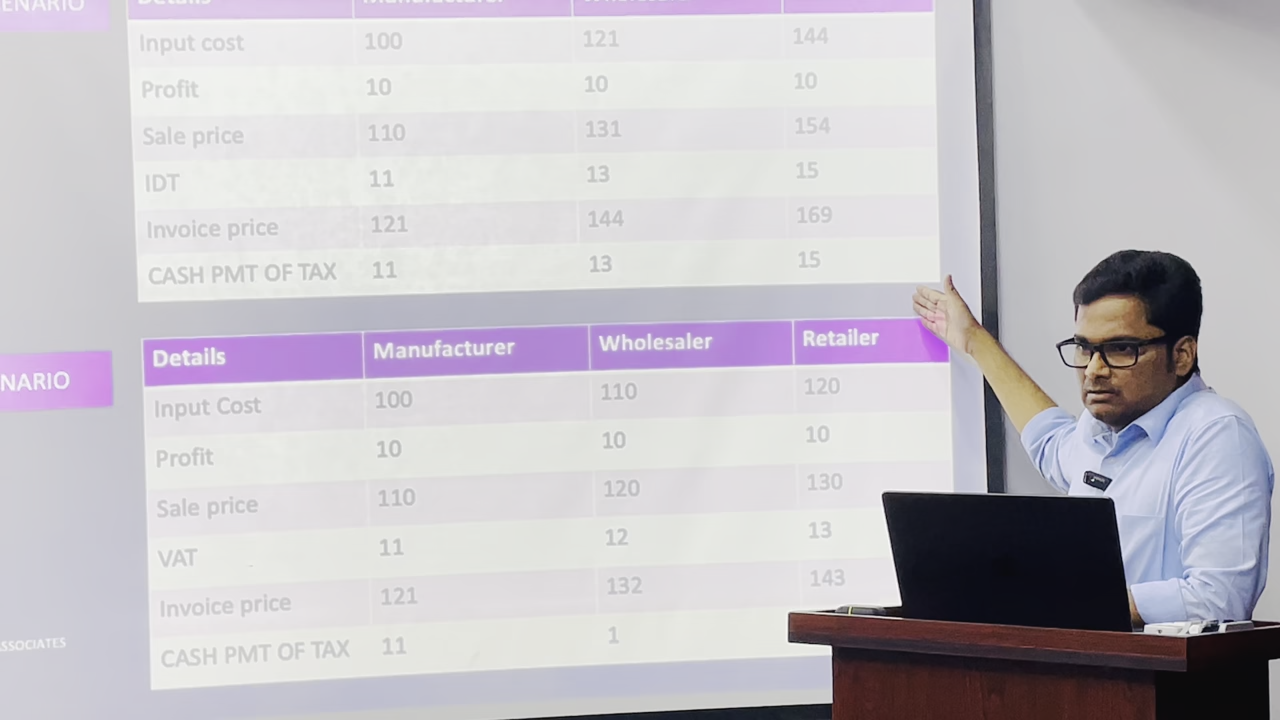 ENARIO
Details Manufacturer
Input cost 100 121 144
Profit 10 10 10
Sale price 110 131 154
IDT 11 13 15
Invoice price 121 144 169
CASH PMT OF TAX 11 13 15
NARIO
Details Manufacturer Wholesaler Retailer
Input Cost 100 110 120
Profit 10 10 10
Sale price 110 120 130
VAT 11 12 13
Invoice price 121 132 143
CASH PMT OF TAX 11 1
SSOCIATES